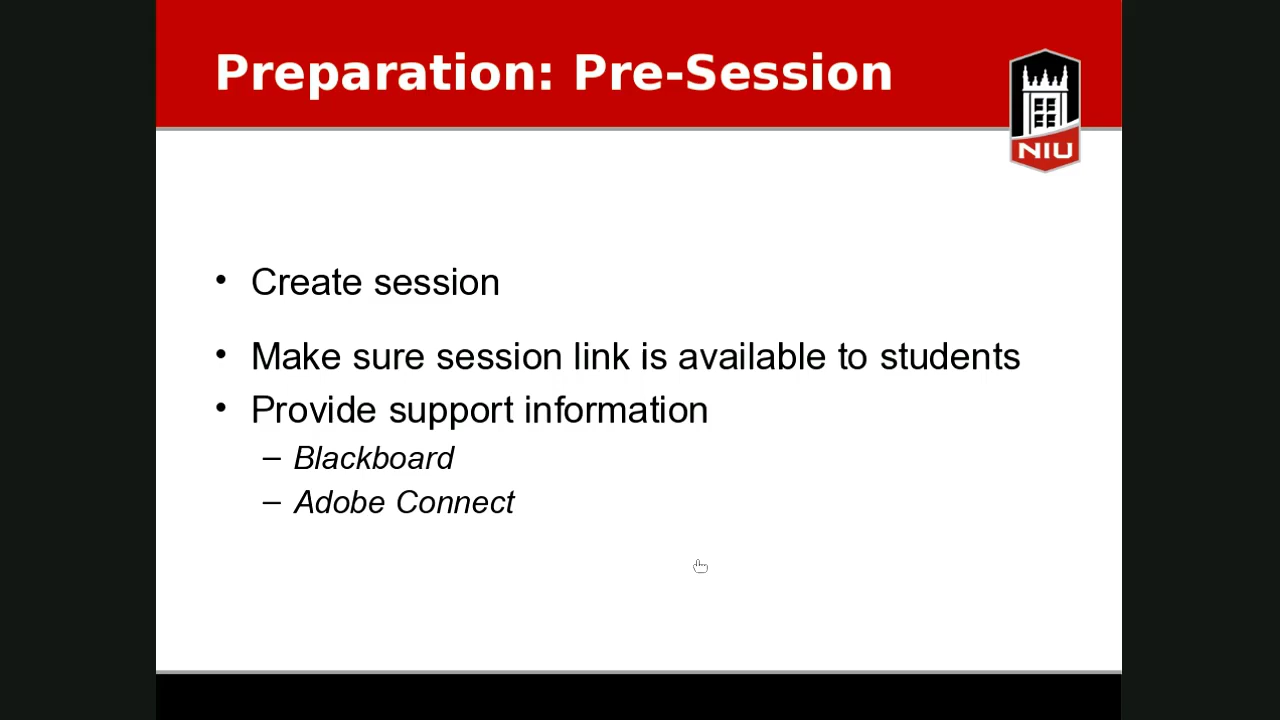 Preparation: Pre-Session
NIU
• Create session
• Make sure session link is available to students
• Provide support information
– Blackboard
– Adobe Connect